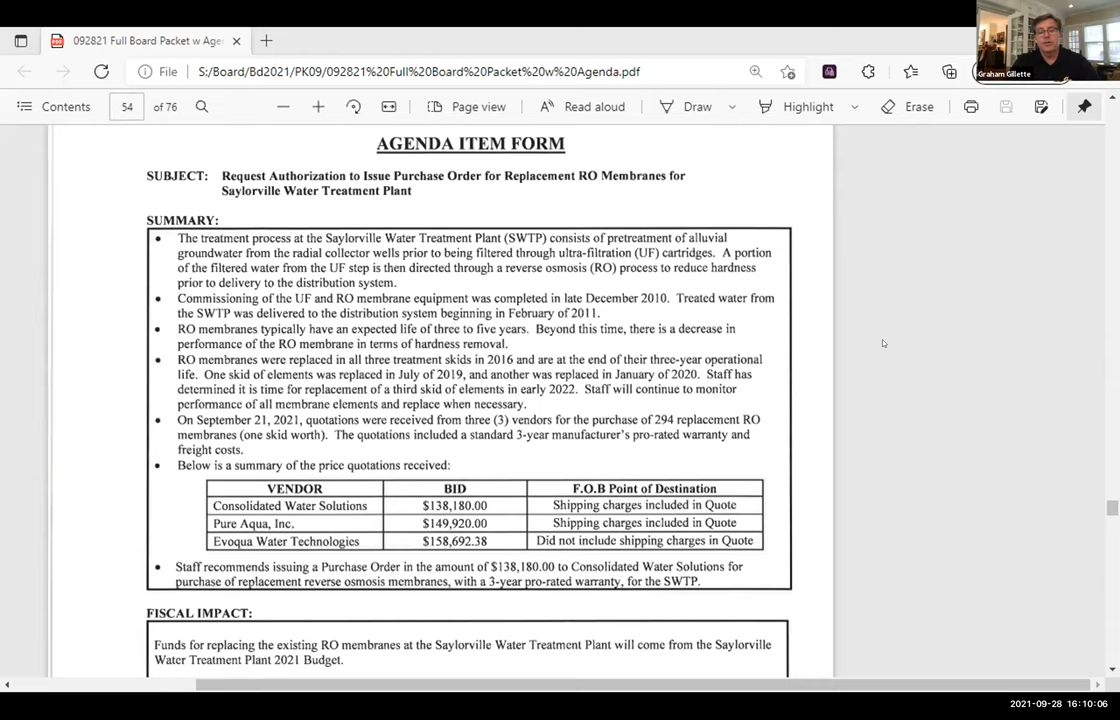 092821 Full Board Packet w Age
File
S:/Board/Bd2021/PK09/092821%20Full%20Board%20Packet%20w%20Agenda.pdf
Graham Gillette
Contents
54
of 76
Page view
Read aloud
Draw
Highlight
Erase
AGENDA ITEM FORM
SUBJECT: Request Authorization to Issue Purchase Order for Replacement RO Membranes for
Saylorville Water Treatment Plant
SUMMARY:
• The treatment process at the Saylorville Water Treatment Plant (SWTP) consists of pretreatment of alluvial
groundwater from the radial collector wells prior to being filtered through ultra-filtration (UF) cartridges. A portion
of the filtered water from the UF step is then directed through a reverse osmosis (RO) process to reduce hardness
prior to delivery to the distribution system.
• Commissioning of the UF and RO membrane equipment was completed in late December 2010. Treated water from
the SWTP was delivered to the distribution system beginning in February of 2011.
• RO membranes typically have an expected life of three to five years. Beyond this time, there is a decrease in
performance of the RO membrane in terms of hardness removal.
• RO membranes were replaced in all three treatment skids in 2016 and are at the end of their three-year operational
life. One skid of elements was replaced in July of 2019, and another was replaced in January of 2020. Staff has
determined it is time for replacement of a third skid of elements in early 2022. Staff will continue to monitor
performance of all membrane elements and replace when necessary.
• On September 21, 2021, quotations were received from three (3) vendors for the purchase of 294 replacement RO
membranes (one skid worth). The quotations included a standard 3-year manufacturer's pro-rated warranty and
freight costs.
• Below is a summary of the price quotations received:
VENDOR BID F.O.B Point of Destination
Consolidated Water Solutions $138,180.00 Shipping charges included in Quote
Pure Aqua, Inc. $149,920.00 Shipping charges included in Quote
Evoqua Water Technologies $158,692.38 Did not include shipping charges in Quote
• Staff recommends issuing a Purchase Order in the amount of $138,180.00 to Consolidated Water Solutions for
purchase of replacement reverse osmosis membranes, with a 3-year pro-rated warranty, for the SWTP.
FISCAL IMPACT:
Funds for replacing the existing RO membranes at the Saylorville Water Treatment Plant will come from the Saylorville
Water Treatment Plant 2021 Budget.
2021-09-28 16:10:06